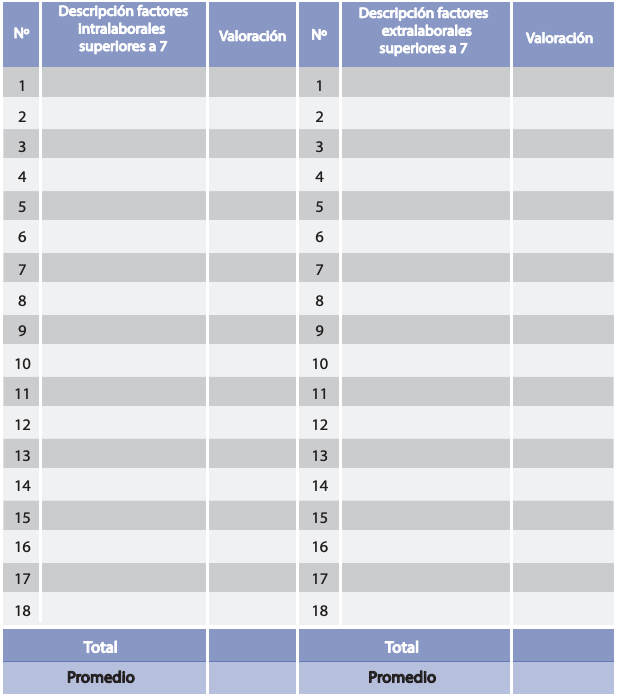 Nº
Descripción factores
intralaborales
superiores a 7
Valoración
Nº
Descripción factores
extralaborales
superiores a 7
Valoración
1 1
2 2
3 3
4 4
5 5
6 6
7 7
8 8
9 9
10 10
11 11
12 12
13 13
14 14
15 15
16 16
17 17
18 18
Total Total
Promedio Promedio